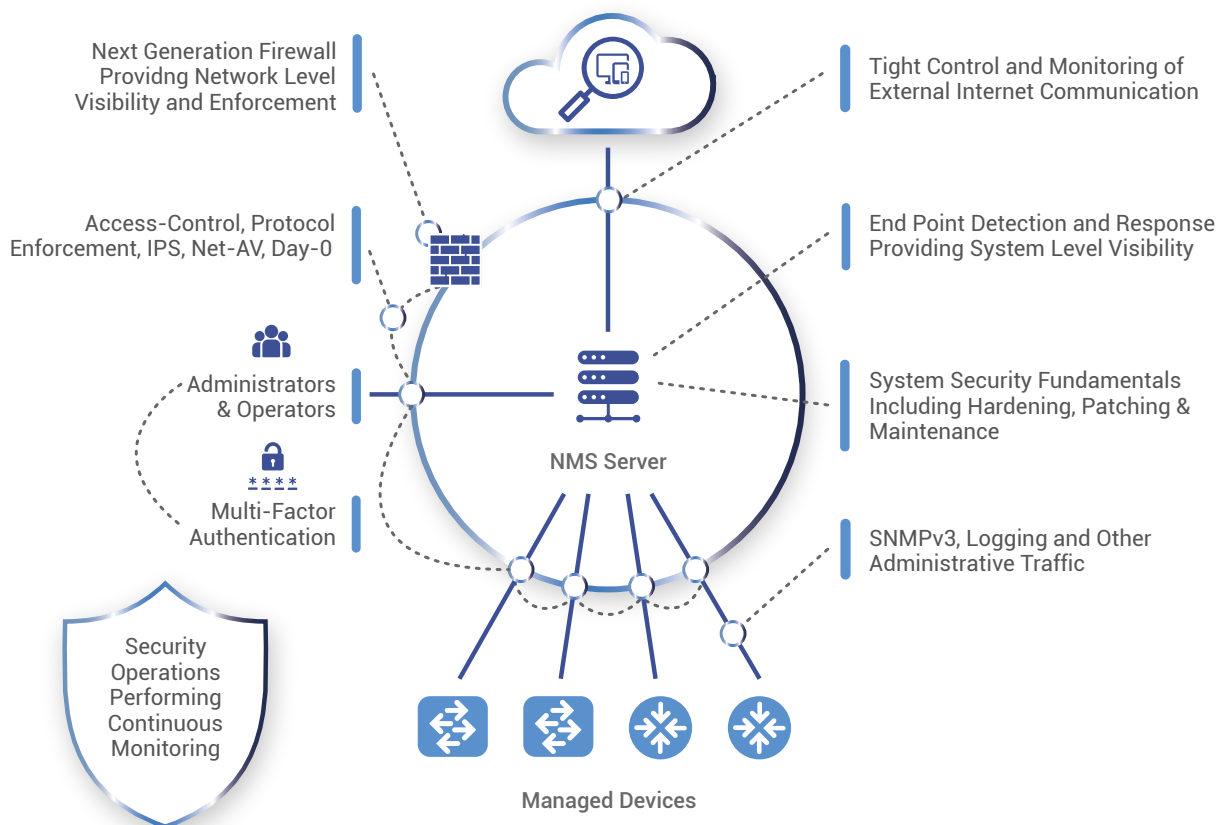 Next Generation Firewall
Providng Network Level
Visibility and Enforcement
Tight Control and Monitoring of
External Internet Communication
Access-Control, Protocol
Enforcement, IPS, Net-AV, Day-0
End Point Detection and Response
Providing System Level Visibility
Administrators
& Operators
System Security Fundamentals
Including Hardening, Patching &
Maintenance
NMS Server
****
Multi-Factor
Authentication
SNMPv3, Logging and Other
Administrative Traffic
Security
Operations
Performing
Continuous
Monitoring
Managed Devices